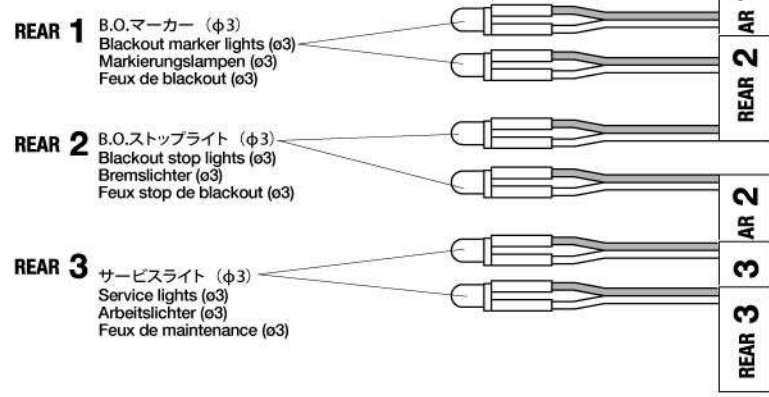 REAR 1 B.O.マーカー（φ3）
Blackout marker lights (ø3)
Markierungslampen (ø3)
Feux de blackout (ø3)
REAR 2 B.O.ストップライト（φ3）
Blackout stop lights (ø3)
Bremslichter (ø3)
Feux stop de blackout (ø3)
REAR 3 サービスライト（φ3）
Service lights (ø3)
Arbeitslichter (ø3)
Feux de maintenance (ø3)
AR
REAR 2
AR 2
3
REAR 3